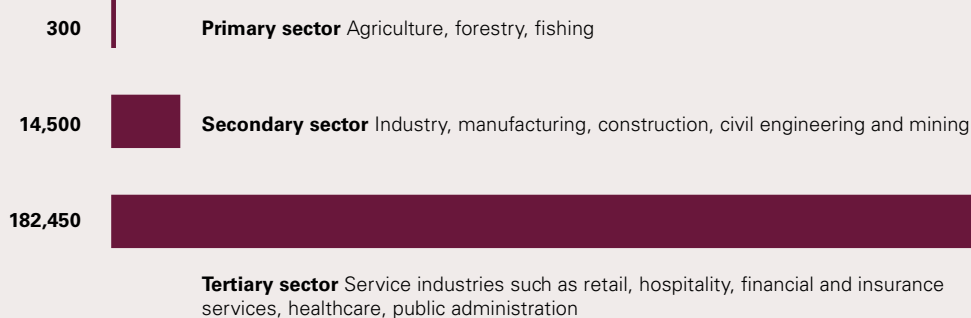 300 Primary sector Agriculture, forestry, fishing
14,500 Secondary sector Industry, manufacturing, construction, civil engineering and mining
182,450
Tertiary sector Service industries such as retail, hospitality, financial and insurance
services, healthcare, public administration